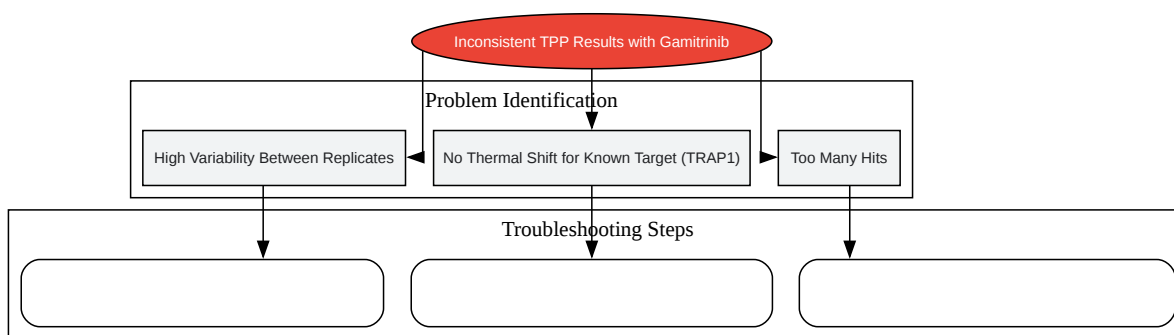 Inconsistent TPP Results with Gamitrinib
Problem Identification
High Variability Between Replicates
No Thermal Shift for Known Target (TRAP1)
Too Many Hits
Troubleshooting Steps